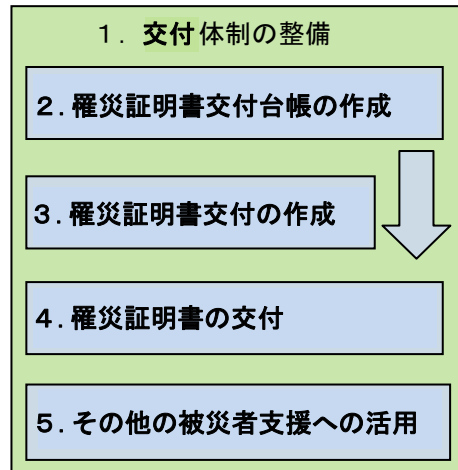 １．交付体制の整備
２．罹災証明書交付台帳の作成
３．罹災証明書交付の作成
４．罹災証明書の交付
５．その他の被災者支援への活用